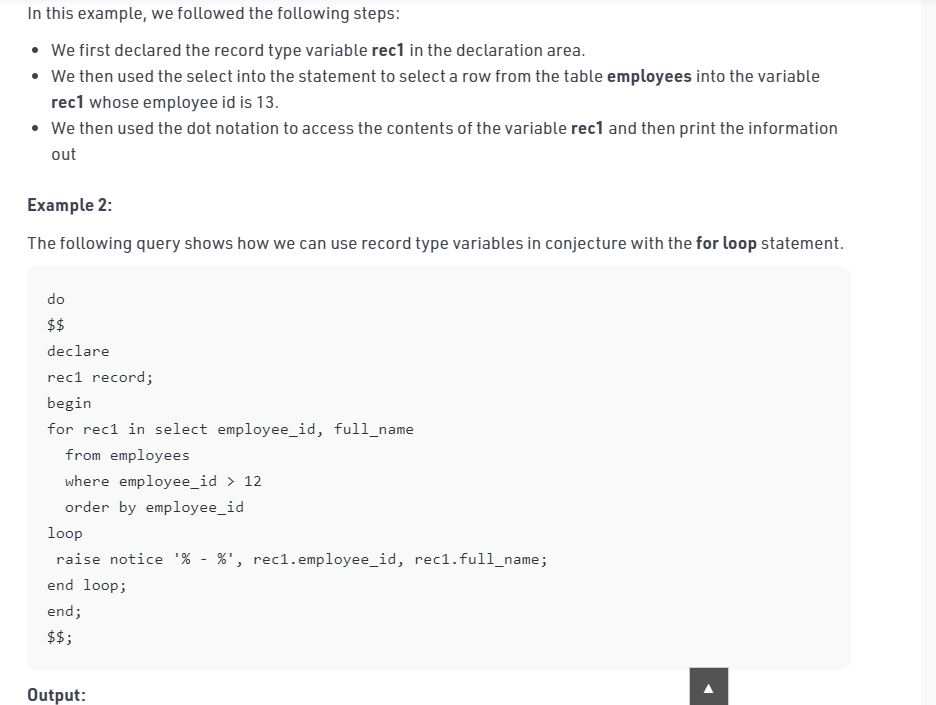 In this example, we followed the following steps:
• We first declared the record type variable rec1 in the declaration area.
• We then used the select into the statement to select a row from the table employees into the variable
rec1 whose employee id is 13.
• We then used the dot notation to access the contents of the variable rec1 and then print the information
out
Example 2:
The following query shows how we can use record type variables in conjecture with the for loop statement.
do
$$
declare
rec1 record;
begin
for rec1 in select employee_id, full_name
  from employees
  where employee_id > 12
  order by employee_id
loop
 raise notice '% - %', rec1.employee_id, rec1.full_name;
end loop;
end;
$$;
Output: